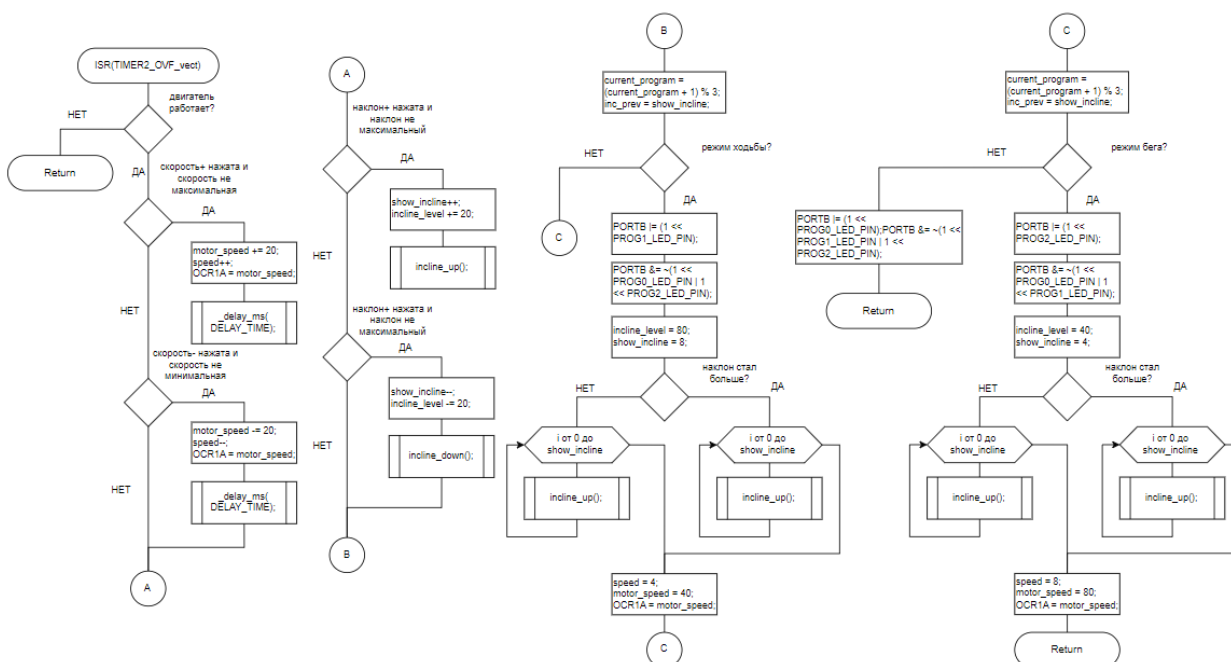 ISR(TIMER2_OVF_vect)
двигатель
работает?
НЕТ
Return
ДА
скорость+ нажата и
скорость не
максимальная
ДА
motor_speed += 20;
speed++;
OCR1A = motor_speed;
_delay_ms(
DELAY_TIME);
НЕТ
скорость- нажата и
скорость не
минимальная
ДА
motor_speed -= 20;
speed--;
OCR1A = motor_speed;
_delay_ms(
DELAY_TIME);
НЕТ
A
A
наклон+ нажата и
наклон не
максимальный
ДА
show_incline++;
incline_level += 20;
incline_up();
НЕТ
наклон+ нажата и
наклон не
максимальный
ДА
show_incline--;
incline_level -= 20;
incline_down();
НЕТ
B
B
current_program =
(current_program + 1) % 3;
inc_prev = show_incline;
режим ходьбы?
НЕТ
C
ДА
PORTB |= (1 <<
PROG1_LED_PIN);
PORTB &= ~(1 <<
PROG0_LED_PIN | 1
<< PROG2_LED_PIN);
incline_level = 80;
show_incline = 8;
наклон стал
больше?
НЕТ
ДА
i от 0 до
show_incline
incline_up();
i от 0 до
show_incline
incline_up();
speed = 4;
motor_speed = 40;
OCR1A = motor_speed;
C
C
current_program =
(current_program + 1) % 3;
inc_prev = show_incline;
режим бега?
НЕТ
PORTB |= (1 <<
PROG0_LED_PIN);PORTB &= ~(1 <<
PROG1_LED_PIN | 1 <<
PROG2_LED_PIN);
Return
ДА
PORTB |= (1 <<
PROG2_LED_PIN);
PORTB &= ~(1 <<
PROG0_LED_PIN | 1
<< PROG1_LED_PIN);
incline_level = 40;
show_incline = 4;
наклон стал
больше?
НЕТ
ДА
i от 0 до
show_incline
incline_up();
i от 0 до
show_incline
incline_up();
speed = 8;
motor_speed = 80;
OCR1A = motor_speed;
Return